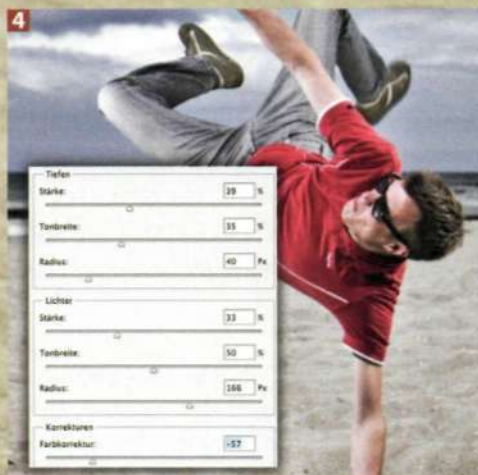 4
Tiefen
Stärke: 39 %
Tonbreite: 35 %
Radius: 40 Px
Lichter
Stärke: 33 %
Tonbreite: 50 %
Radius: 166 Px
Korrekturen
Farbkorrektur: -57